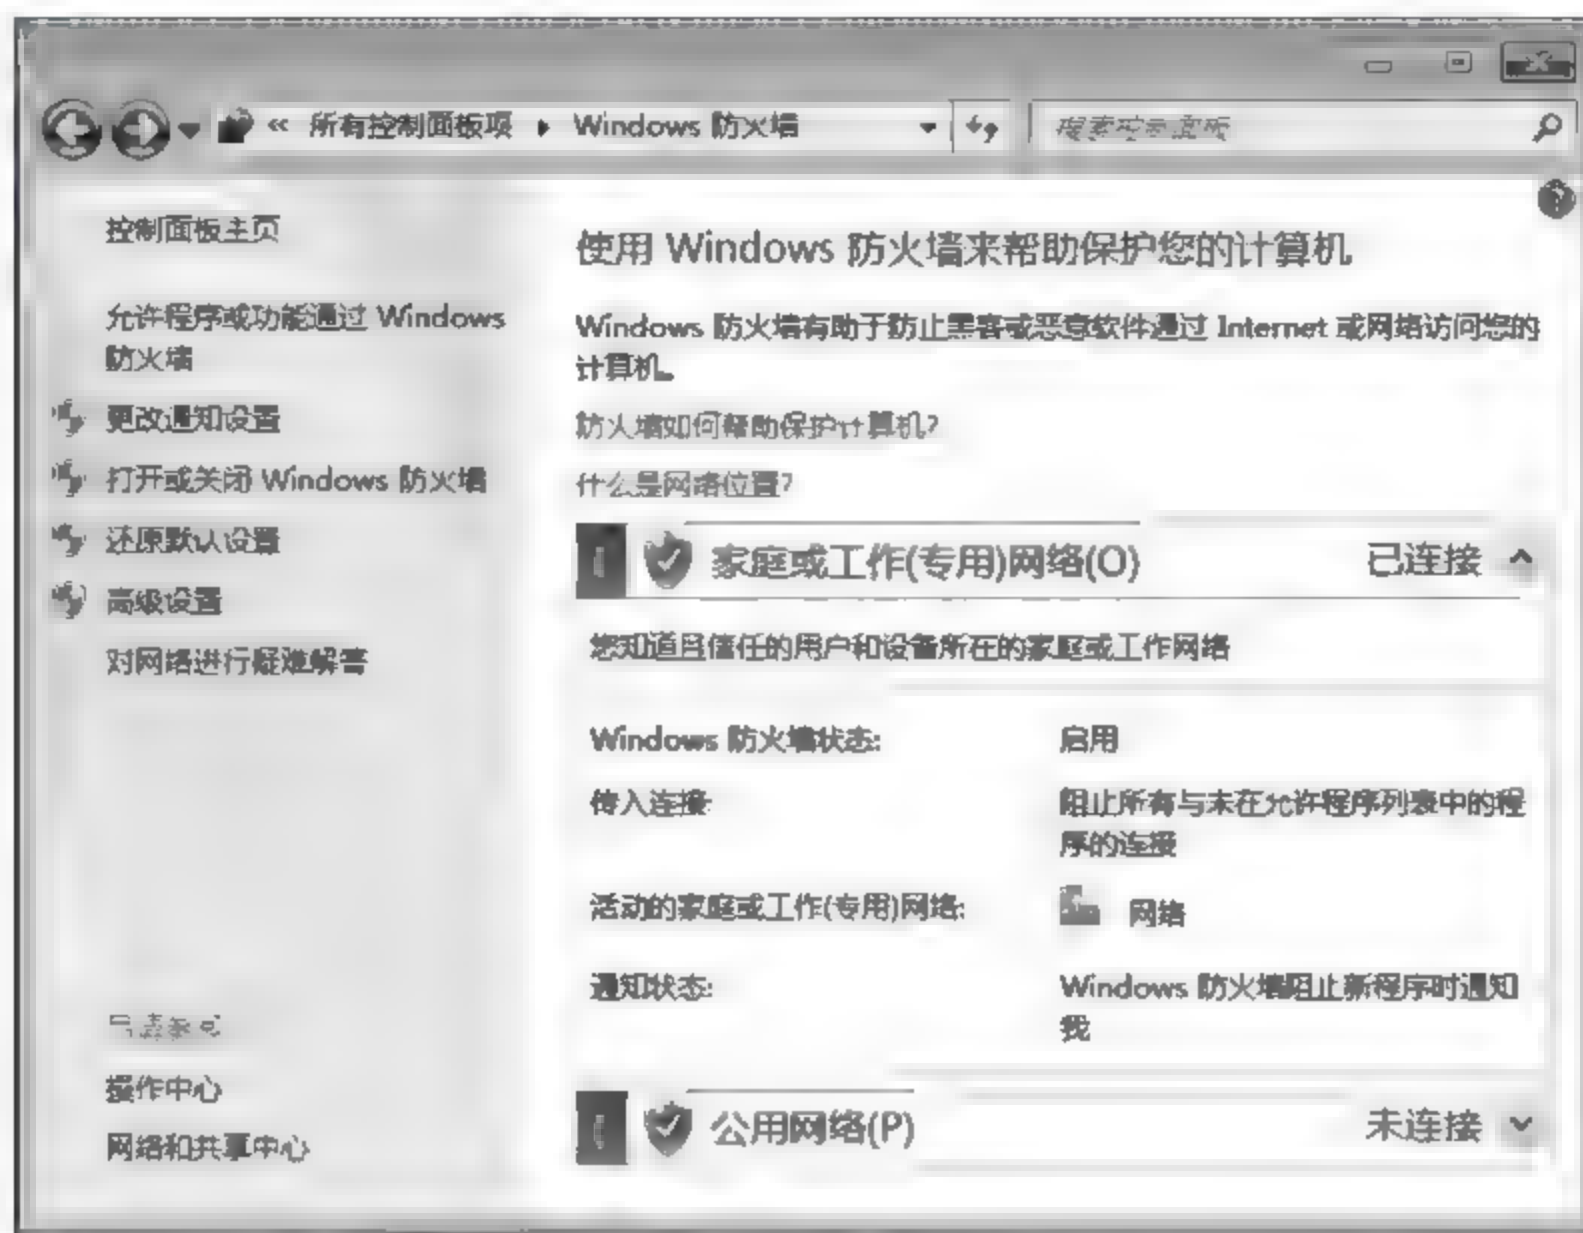 « 所有控制面板项 ▸ Windows 防火墙
搜索控制面板
控制面板主页
允许程序或功能通过 Windows
防火墙
更改通知设置
打开或关闭 Windows 防火墙
还原默认设置
高级设置
对网络进行疑难解答
另请参阅
操作中心
网络和共享中心
使用 Windows 防火墙来帮助保护您的计算机
Windows 防火墙有助于防止黑客或恶意软件通过 Internet 或网络访问您的
计算机。
防火墙如何帮助保护计算机?
什么是网络位置?
家庭或工作(专用)网络(O) 已连接
您知道且信任的用户和设备所在的家庭或工作网络
Windows 防火墙状态: 启用
传入连接: 阻止所有与未在允许程序列表中的程
序的连接
活动的家庭或工作(专用)网络: 网络
通知状态: Windows 防火墙阻止新程序时通知
我
公用网络(P) 未连接